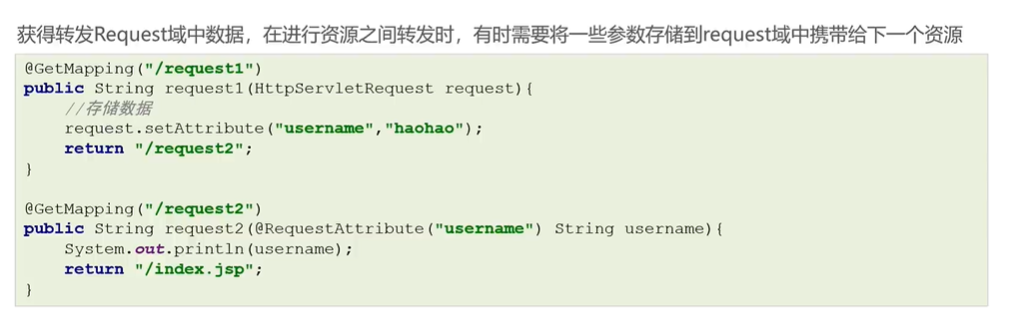 获得转发Request域中数据，在进行资源之间转发时，有时需要将一些参数存储到request域中携带给下一个资源
@GetMapping("/request1")
public String request1(HttpServletRequest request){
    //存储数据
    request.setAttribute("username","haohao");
    return "/request2";
}

@GetMapping("/request2")
public String request2(@RequestAttribute("username") String username){
    System.out.println(username);
    return "/index.jsp";
}